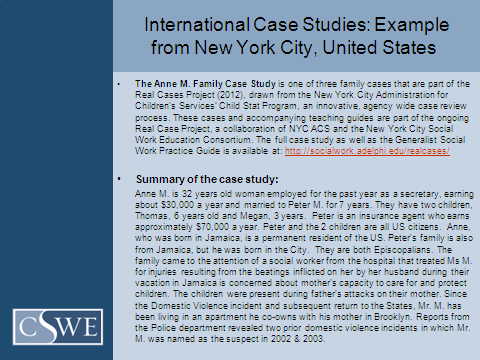 International Case Studies: Example
from New York City, United States
• The Anne M. Family Case Study is one of three family cases that are part of the
Real Cases Project (2012), drawn from the New York City Administration for
Children's Services' Child Stat Program, an innovative, agency wide case review
process. These cases and accompanying teaching guides are part of the ongoing
Real Case Project, a collaboration of NYC ACS and the New York City Social
Work Education Consortium. The full case study as well as the Generalist Social
Work Practice Guide is available at: http://socialwork.adelphi.edu/realcases/
• Summary of the case study:
Anne M. is 32 years old woman employed for the past year as a secretary, earning
about $30,000 a year and married to Peter M. for 7 years. They have two children,
Thomas, 6 years old and Megan, 3 years. Peter is an insurance agent who earns
approximately $70,000 a year. Peter and the 2 children are all US citizens. Anne,
who was born in Jamaica, is a permanent resident of the US. Peter's family is also
from Jamaica, but he was born in the City. They are both Episcopalians. The
family came to the attention of a social worker from the hospital that treated Ms M.
for injuries resulting from the beatings inflicted on her by her husband during their
vacation in Jamaica is concerned about mother's capacity to care for and protect
children. The children were present during father's attacks on their mother. Since
the Domestic Violence incident and subsequent return to the States, Mr. M. has
been living in an apartment he co-owns with his mother in Brooklyn. Reports from
the Police department revealed two prior domestic violence incidents in which Mr.
M. was named as the suspect in 2002 & 2003.
CSWE